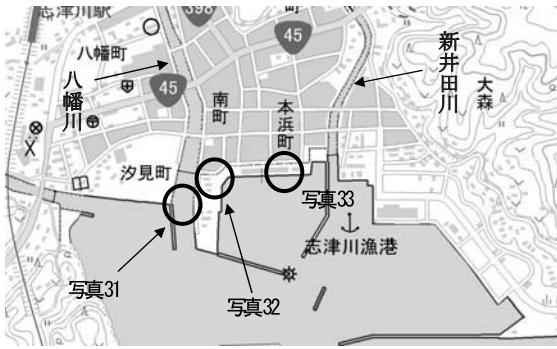 志津川駅
398
町
八幡町
45
新井田川
八幡川
45
大森
南町
本浜町
汐見町
写真33
志津川漁港
写真31
写真32